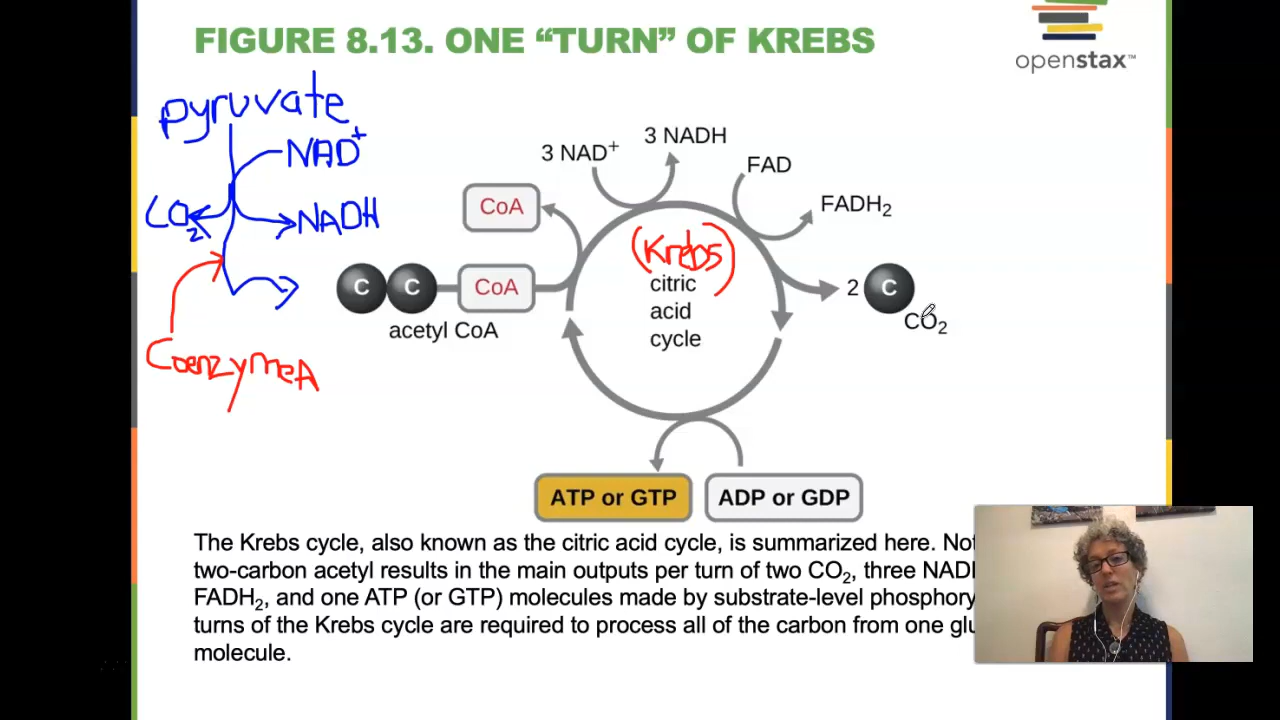 FIGURE 8.13. ONE “TURN” OF KREBS
openstax™
pyruvate
NAD+
CO2
NADH
Coenzyme A
3 NAD+
3 NADH
FAD
FADH2
CoA
(Krebs)
citric
acid
cycle
C C CoA
acetyl CoA
2 C
CO2
ATP or GTP
ADP or GDP
The Krebs cycle, also known as the citric acid cycle, is summarized here.
two-carbon acetyl results in the main outputs per turn of two CO2, three
FADH2, and one ATP (or GTP) molecules made by substrate-level
turns of the Krebs cycle are required to process all of the carbon from one
molecule.